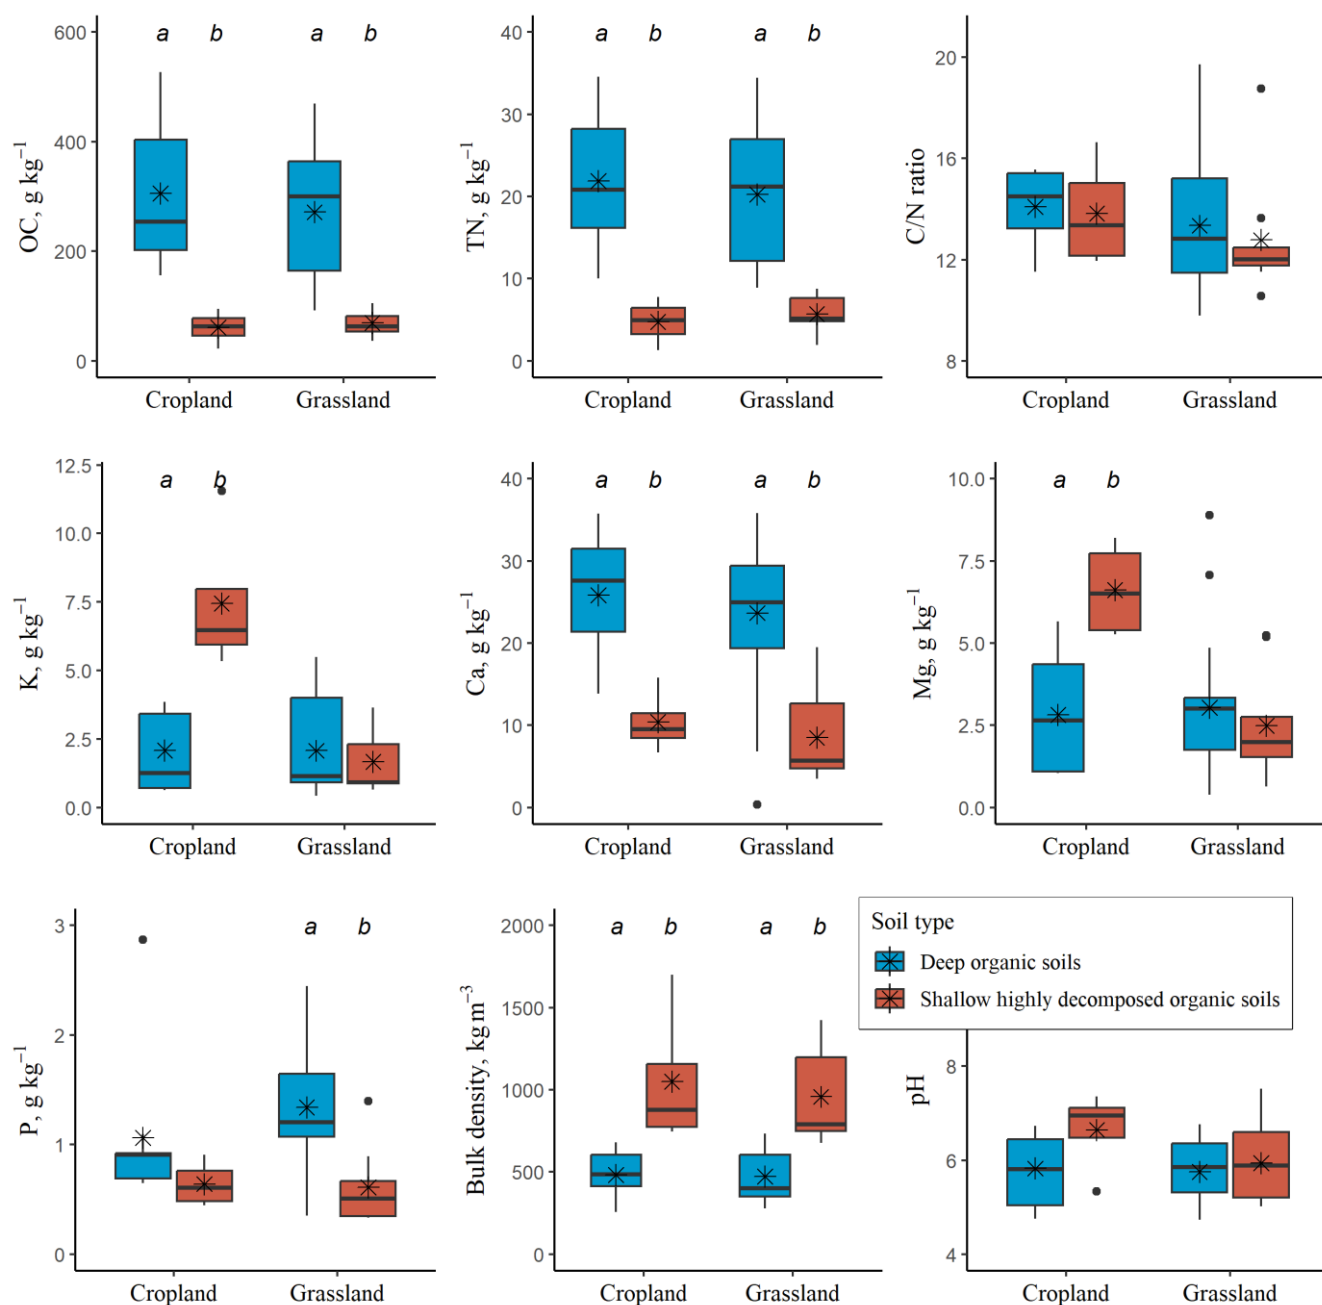 600
400
200
0
OC, g kg⁻¹
a b a b
Cropland Grassland
40
30
20
10
0
TN, g kg⁻¹
a b a b
Cropland Grassland
20
16
12
8
C/N ratio
Cropland Grassland
12.5
10.0
7.5
5.0
2.5
0.0
K, g kg⁻¹
a b
Cropland Grassland
40
30
20
10
0
Ca, g kg⁻¹
a b a b
Cropland Grassland
10.0
7.5
5.0
2.5
0.0
Mg, g kg⁻¹
a b
Cropland Grassland
3
2
1
0
P, g kg⁻¹
a b
Cropland Grassland
2000
1500
1000
500
0
Bulk density, kg m⁻³
a b a b
Cropland Grassland
Soil type
Deep organic soils
Shallow highly decomposed organic soils
8
6
4
pH
Cropland Grassland